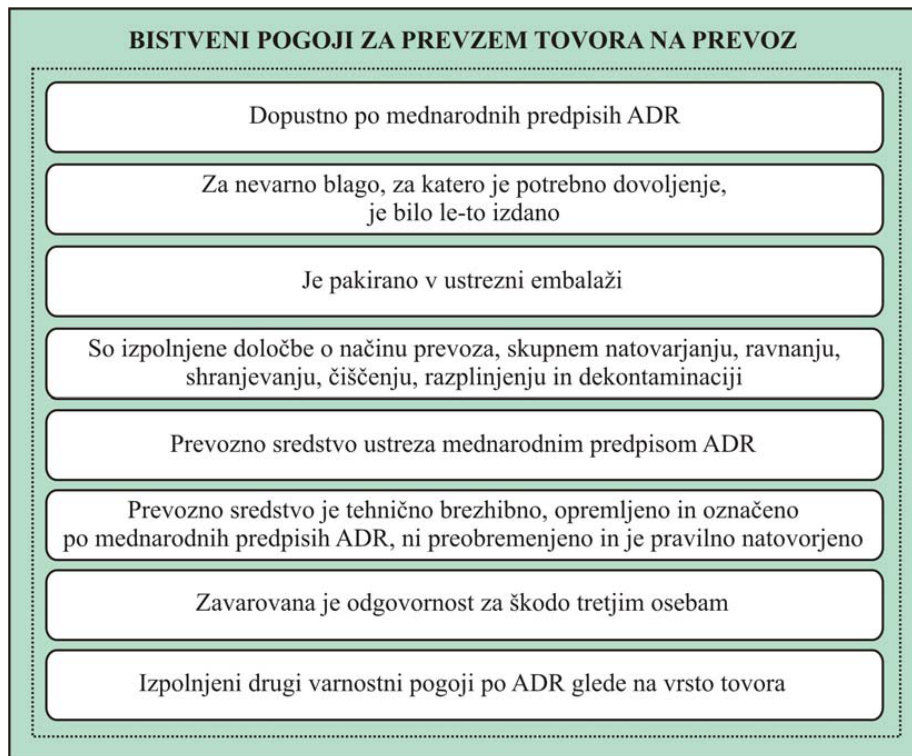 BISTVENI POGOJI ZA PREVZEM TOVORA NA PREVOZ
Dopustno po mednarodnih predpisih ADR
Za nevarno blago, za katero je potrebno dovoljenje,
je bilo le-to izdano
Je pakirano v ustrezni embalaži
So izpolnjene določbe o načinu prevoza, skupnem natovarjanju, ravnanju,
shranjevanju, čiščenju, razplinjenju in dekontaminaciji
Prevozno sredstvo ustreza mednarodnim predpisom ADR
Prevozno sredstvo je tehnično brezhibno, opremljeno in označeno
po mednarodnih predpisih ADR, ni preobremenjeno in je pravilno natovorjeno
Zavarovana je odgovornost za škodo tretjim osebam
Izpolnjeni drugi varnostni pogoji po ADR glede na vrsto tovora